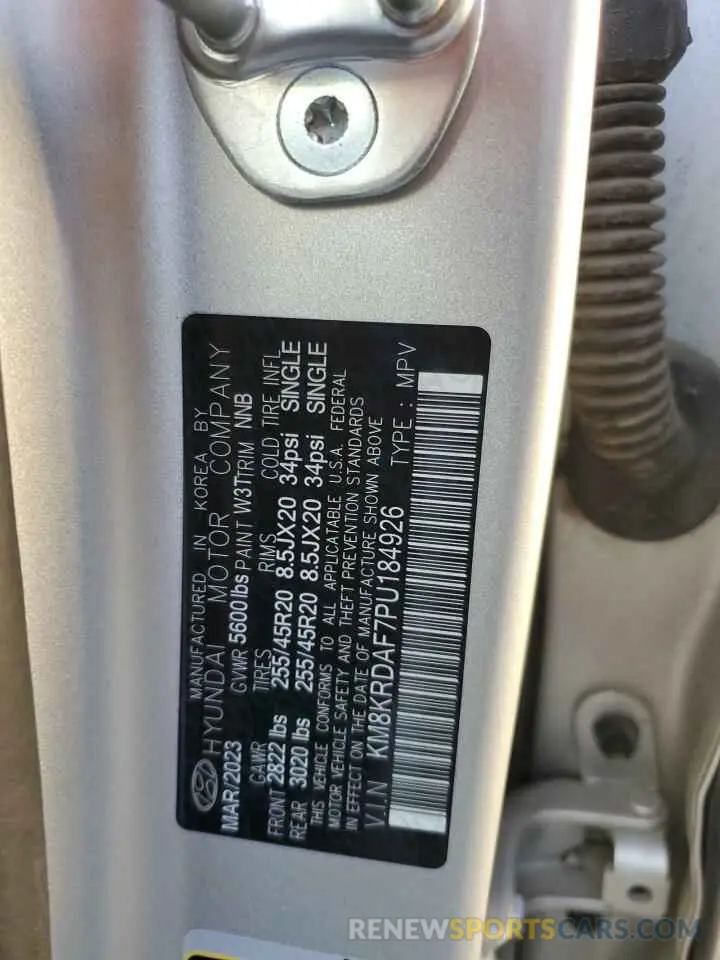 MANUFACTURED IN KOREA BY
HYUNDAI MOTOR COMPANY
MAR/2023 GVWR 5600lbs PAINT W3T TRIM NNB
GAWR TIRES RIMS COLD TIRE INFL
FRONT 2822 lbs 255/45R20 8.5JX20 34psi SINGLE
REAR 3020 lbs 255/45R20 8.5JX20 34psi SINGLE
THIS VEHICLE CONFORMS TO ALL APPLICABLE U.S.A. FEDERAL
MOTOR VEHICLE SAFETY AND THEFT PREVENTION STANDARDS
IN EFFECT ON THE DATE OF MANUFACTURE SHOWN ABOVE
V.I.N KM8KRDAF7PU184926 TYPE : MPV
RENEWSPORTSCARS.COM